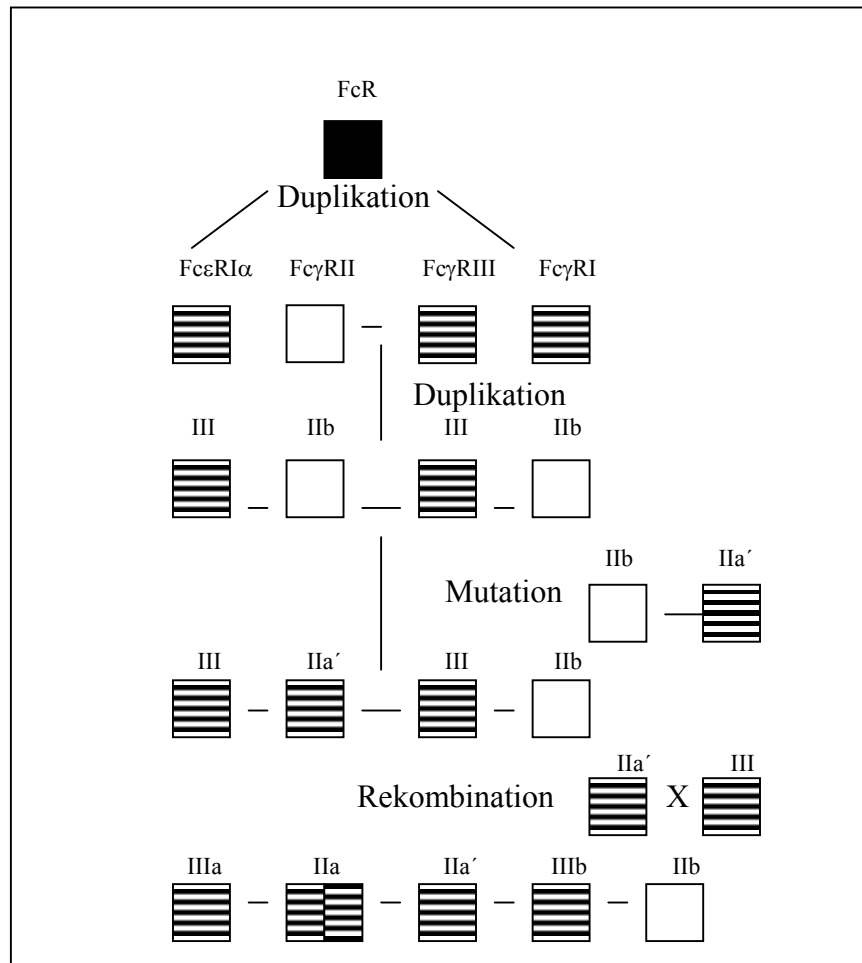 FcR
Duplikation
FcεRIα FcγRII FcγRIII FcγRI
Duplikation
III IIb III IIb
IIb IIa´
Mutation
III IIa´ III IIb
IIa´ III
Rekombination X
IIIa IIa IIa´ IIIb IIb